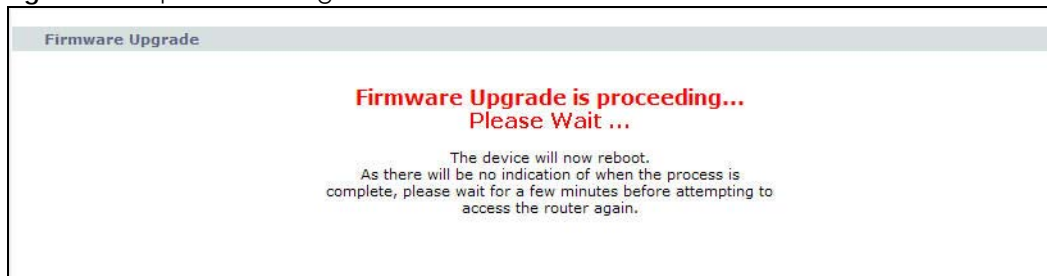 Firmware Upgrade
Firmware Upgrade is proceeding...
Please Wait ...
The device will now reboot.
As there will be no indication of when the process is
complete, please wait for a few minutes before attempting to
access the router again.